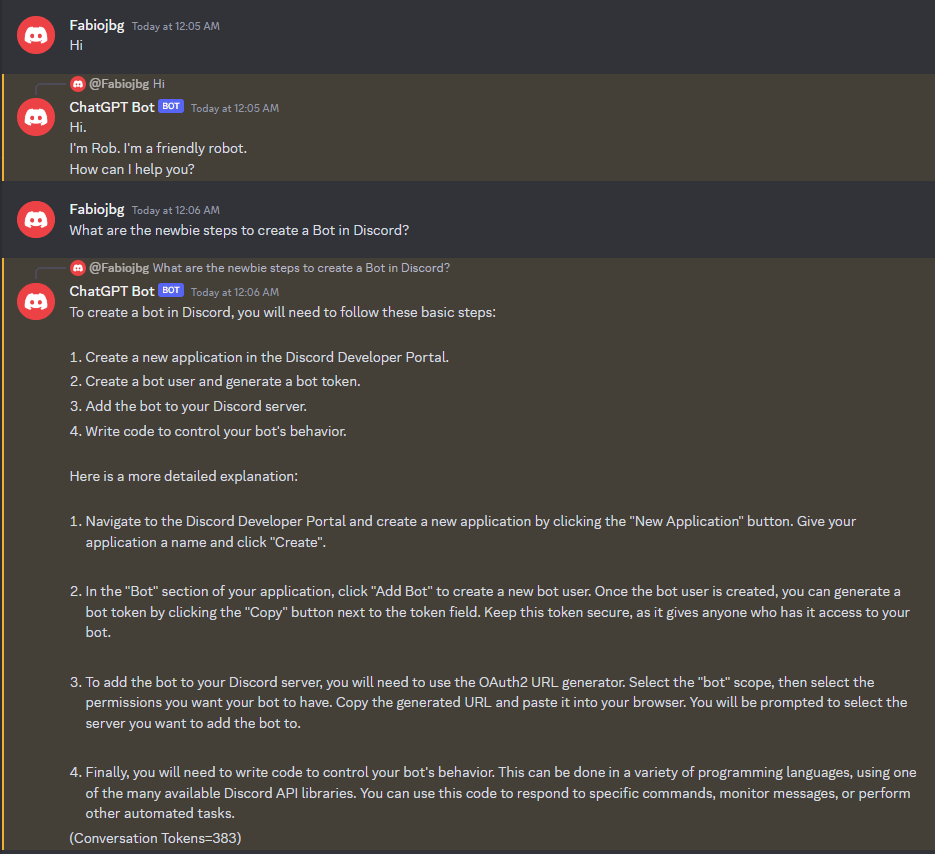 Fabiojbg Today at 12:05 AM
Hi
@Fabiojbg Hi
ChatGPT Bot BOT Today at 12:05 AM
Hi.
I'm Rob. I'm a friendly robot.
How can I help you?
Fabiojbg Today at 12:06 AM
What are the newbie steps to create a Bot in Discord?
@Fabiojbg What are the newbie steps to create a Bot in Discord?
ChatGPT Bot BOT Today at 12:06 AM
To create a bot in Discord, you will need to follow these basic steps:
1. Create a new application in the Discord Developer Portal.
2. Create a bot user and generate a bot token.
3. Add the bot to your Discord server.
4. Write code to control your bot's behavior.
Here is a more detailed explanation:
1. Navigate to the Discord Developer Portal and create a new application by clicking the "New Application" button. Give your
application a name and click "Create".
2. In the "Bot" section of your application, click "Add Bot" to create a new bot user. Once the bot user is created, you can generate a
bot token by clicking the "Copy" button next to the token field. Keep this token secure, as it gives anyone who has it access to your
bot.
3. To add the bot to your Discord server, you will need to use the OAuth2 URL generator. Select the "bot" scope, then select the
permissions you want your bot to have. Copy the generated URL and paste it into your browser. You will be prompted to select the
server you want to add the bot to.
4. Finally, you will need to write code to control your bot's behavior. This can be done in a variety of programming languages, using one
of the many available Discord API libraries. You can use this code to respond to specific commands, monitor messages, or perform
other automated tasks.
(Conversation Tokens=383)